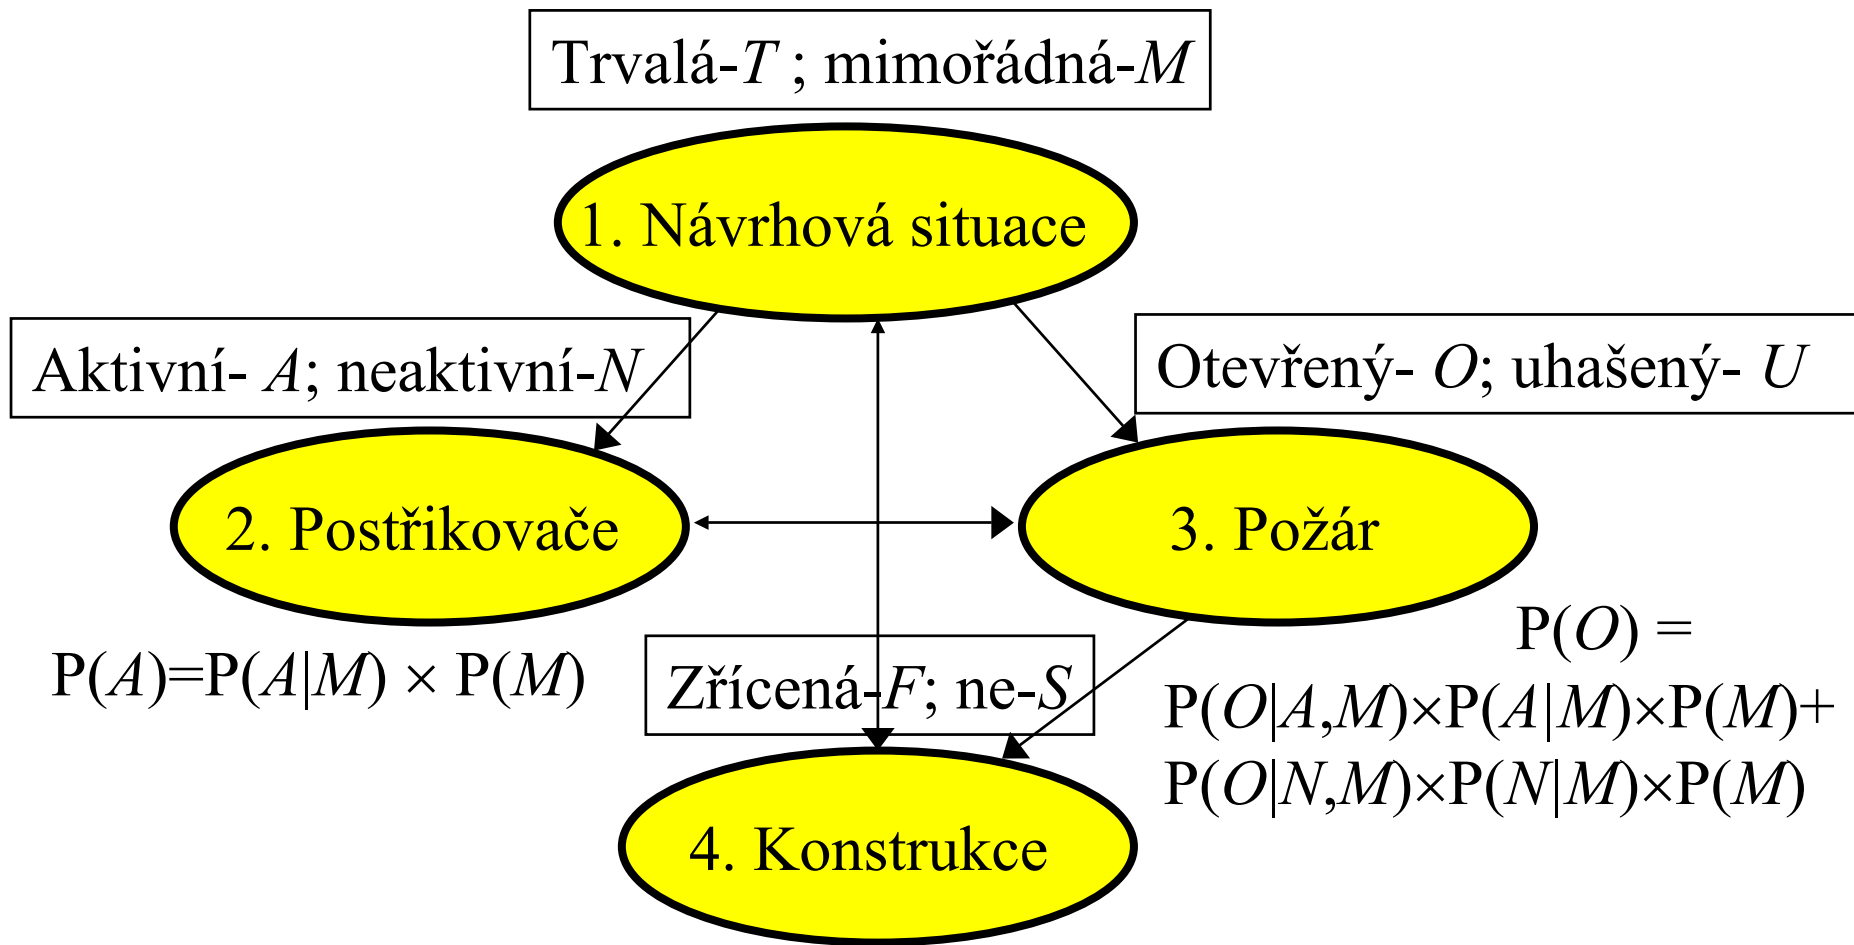 Trvalá-T ; mimořádná-M
1. Návrhová situace
Aktivní- A; neaktivní-N
Otevřený- O; uhašený- U
2. Postřikovače
3. Požár
P(A)=P(A|M) × P(M)
Zřícená-F; ne-S
P(O) =
P(O|A,M)×P(A|M)×P(M)+
P(O|N,M)×P(N|M)×P(M)
4. Konstrukce